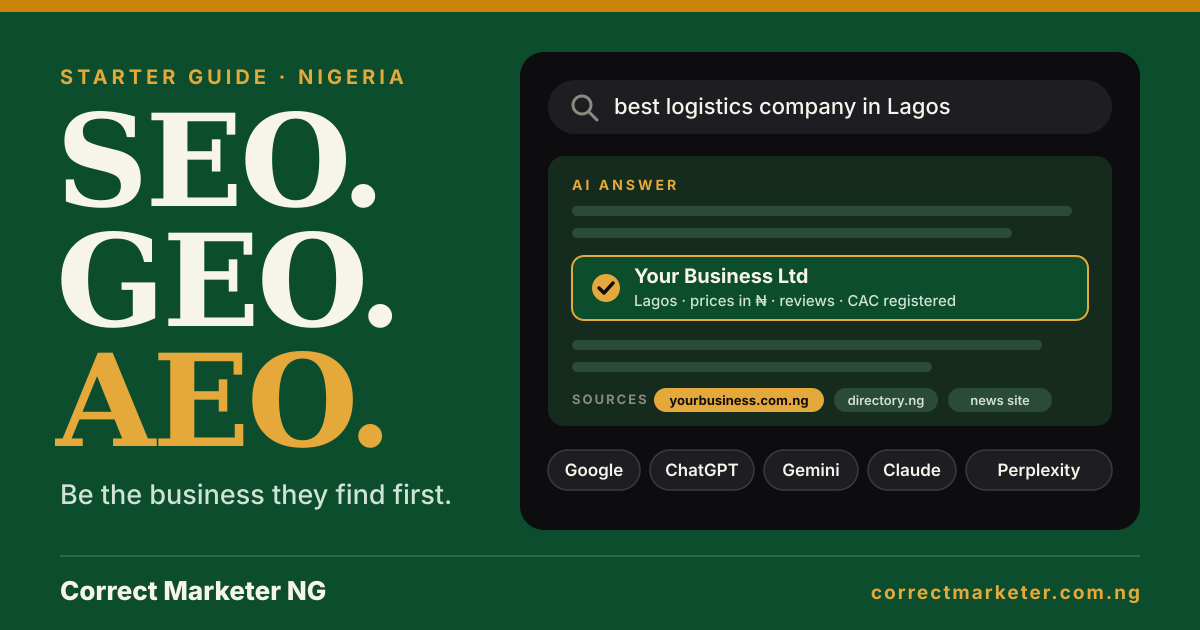 STARTER GUIDE · NIGERIA
SEO.
GEO.
AEO.
Be the business they find first.
best logistics company in Lagos
AI ANSWER
Your Business Ltd
Lagos · prices in ₦ · reviews · CAC registered
SOURCES yourbusiness.com.ng directory.ng news site
Google ChatGPT Gemini Claude Perplexity
Correct Marketer NG
correctmarketer.com.ng